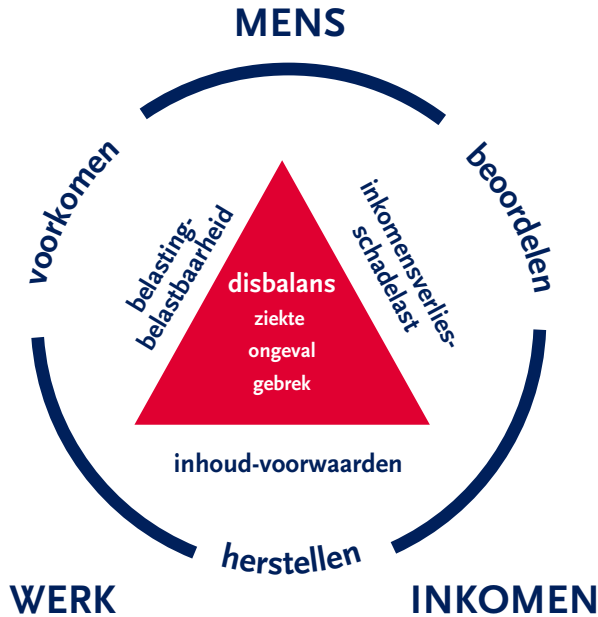 MENS
voorkomen
beoordelen
belasting-
belastbaarheid
inkomensverlies-
schadelast
disbalans
ziekte
ongeval
gebrek
inhoud-voorwaarden
herstellen
WERK
INKOMEN